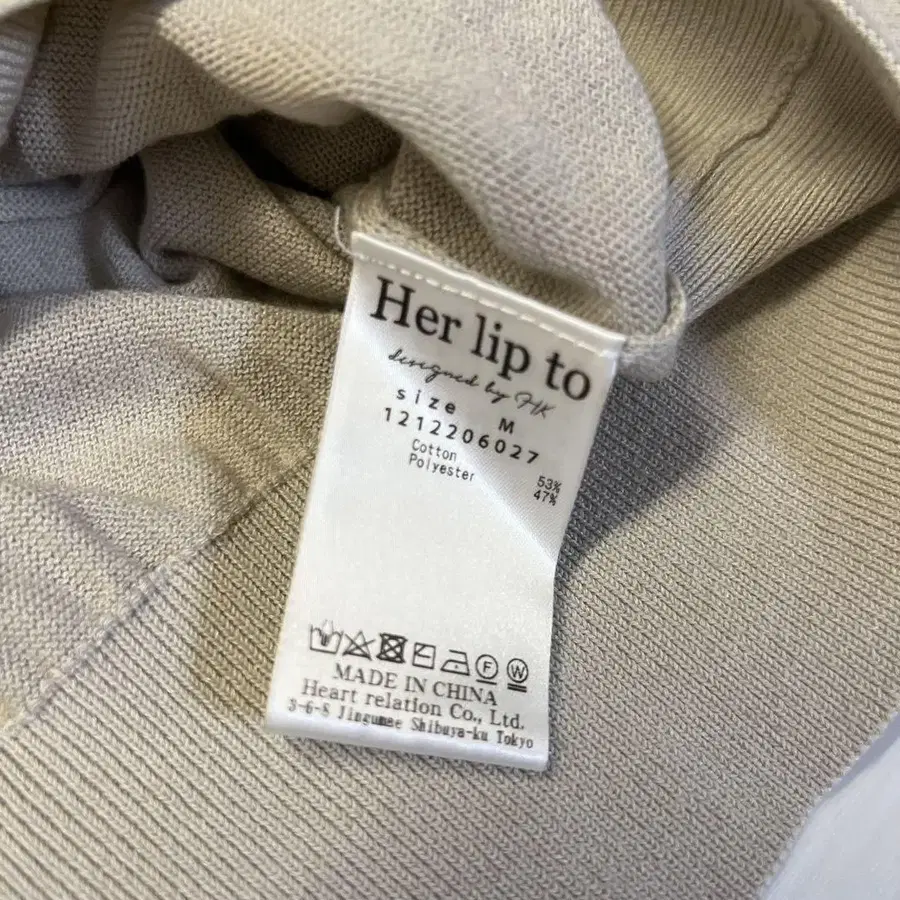 Her lip to
designed by HK
size M
1212206027
Cotton 53%
Polyester 47%
F W
MADE IN CHINA
Heart relation Co., Ltd.
3-6-8 Jingumae Shibuya-ku Tokyo